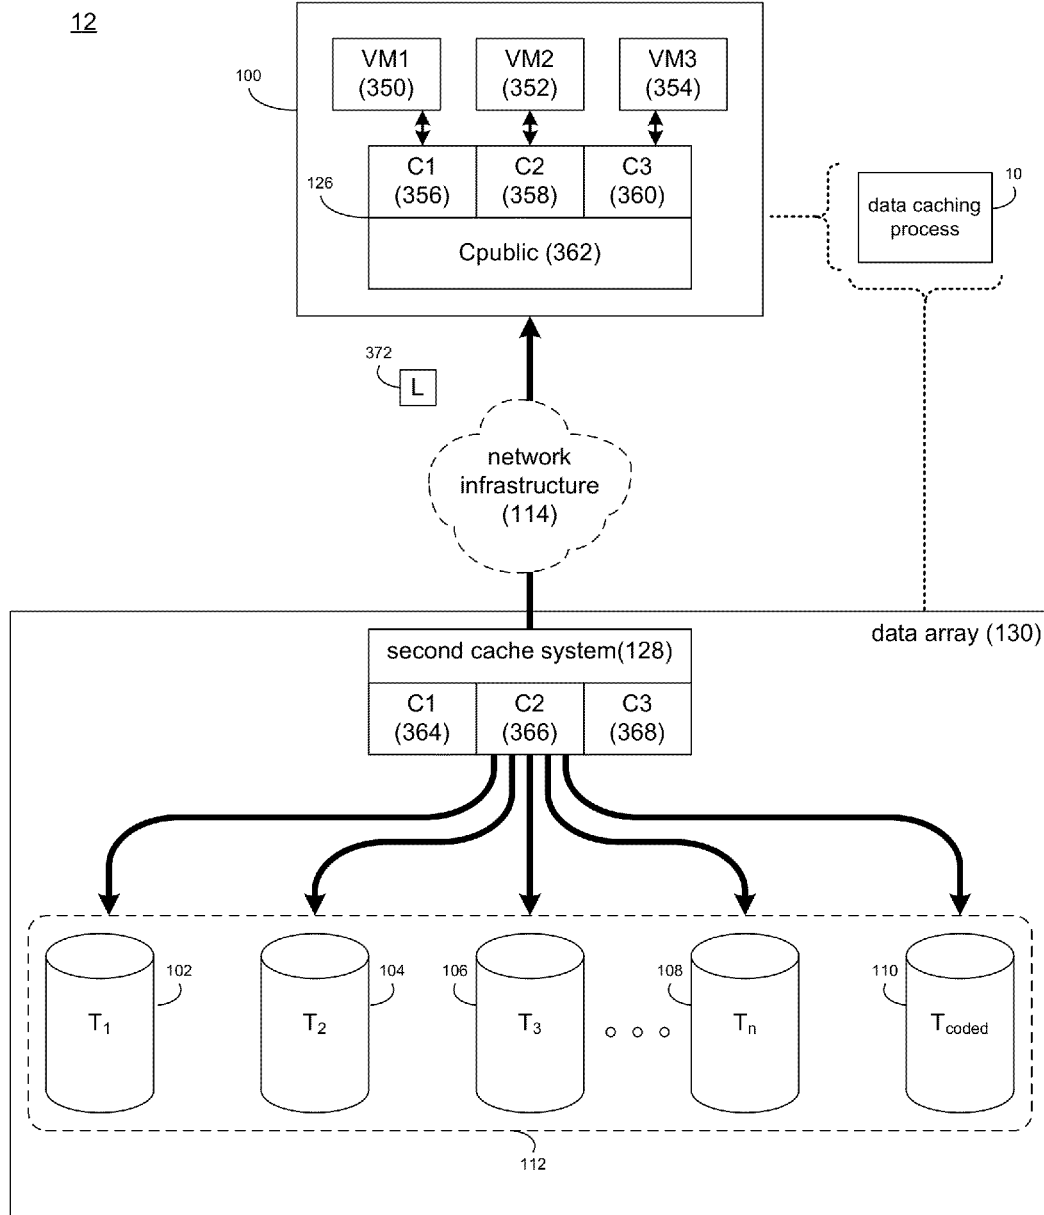 12
VM1
(350)
VM2
(352)
VM3
(354)
100
C1
(356)
C2
(358)
C3
(360)
126
Cpublic (362)
10
data caching
process
372
L
network
infrastructure
(114)
data array (130)
second cache system(128)
C1
(364)
C2
(366)
C3
(368)
102
104
106
108
110
T1
T2
T3
Tn
Tcoded
112